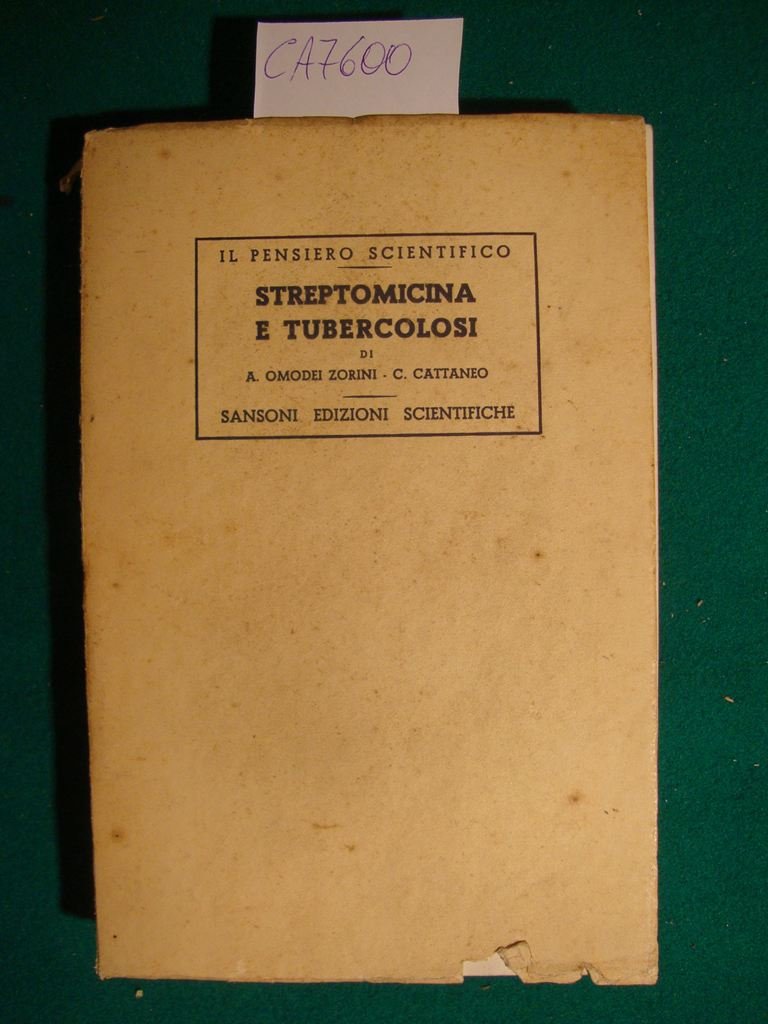 CA7600
IL PENSIERO SCIENTIFICO
STREPTOMICINA
E TUBERCOLOSI
DI
A. OMODEI ZORINI - C. CATTANEO
SANSONI EDIZIONI SCIENTIFICHE